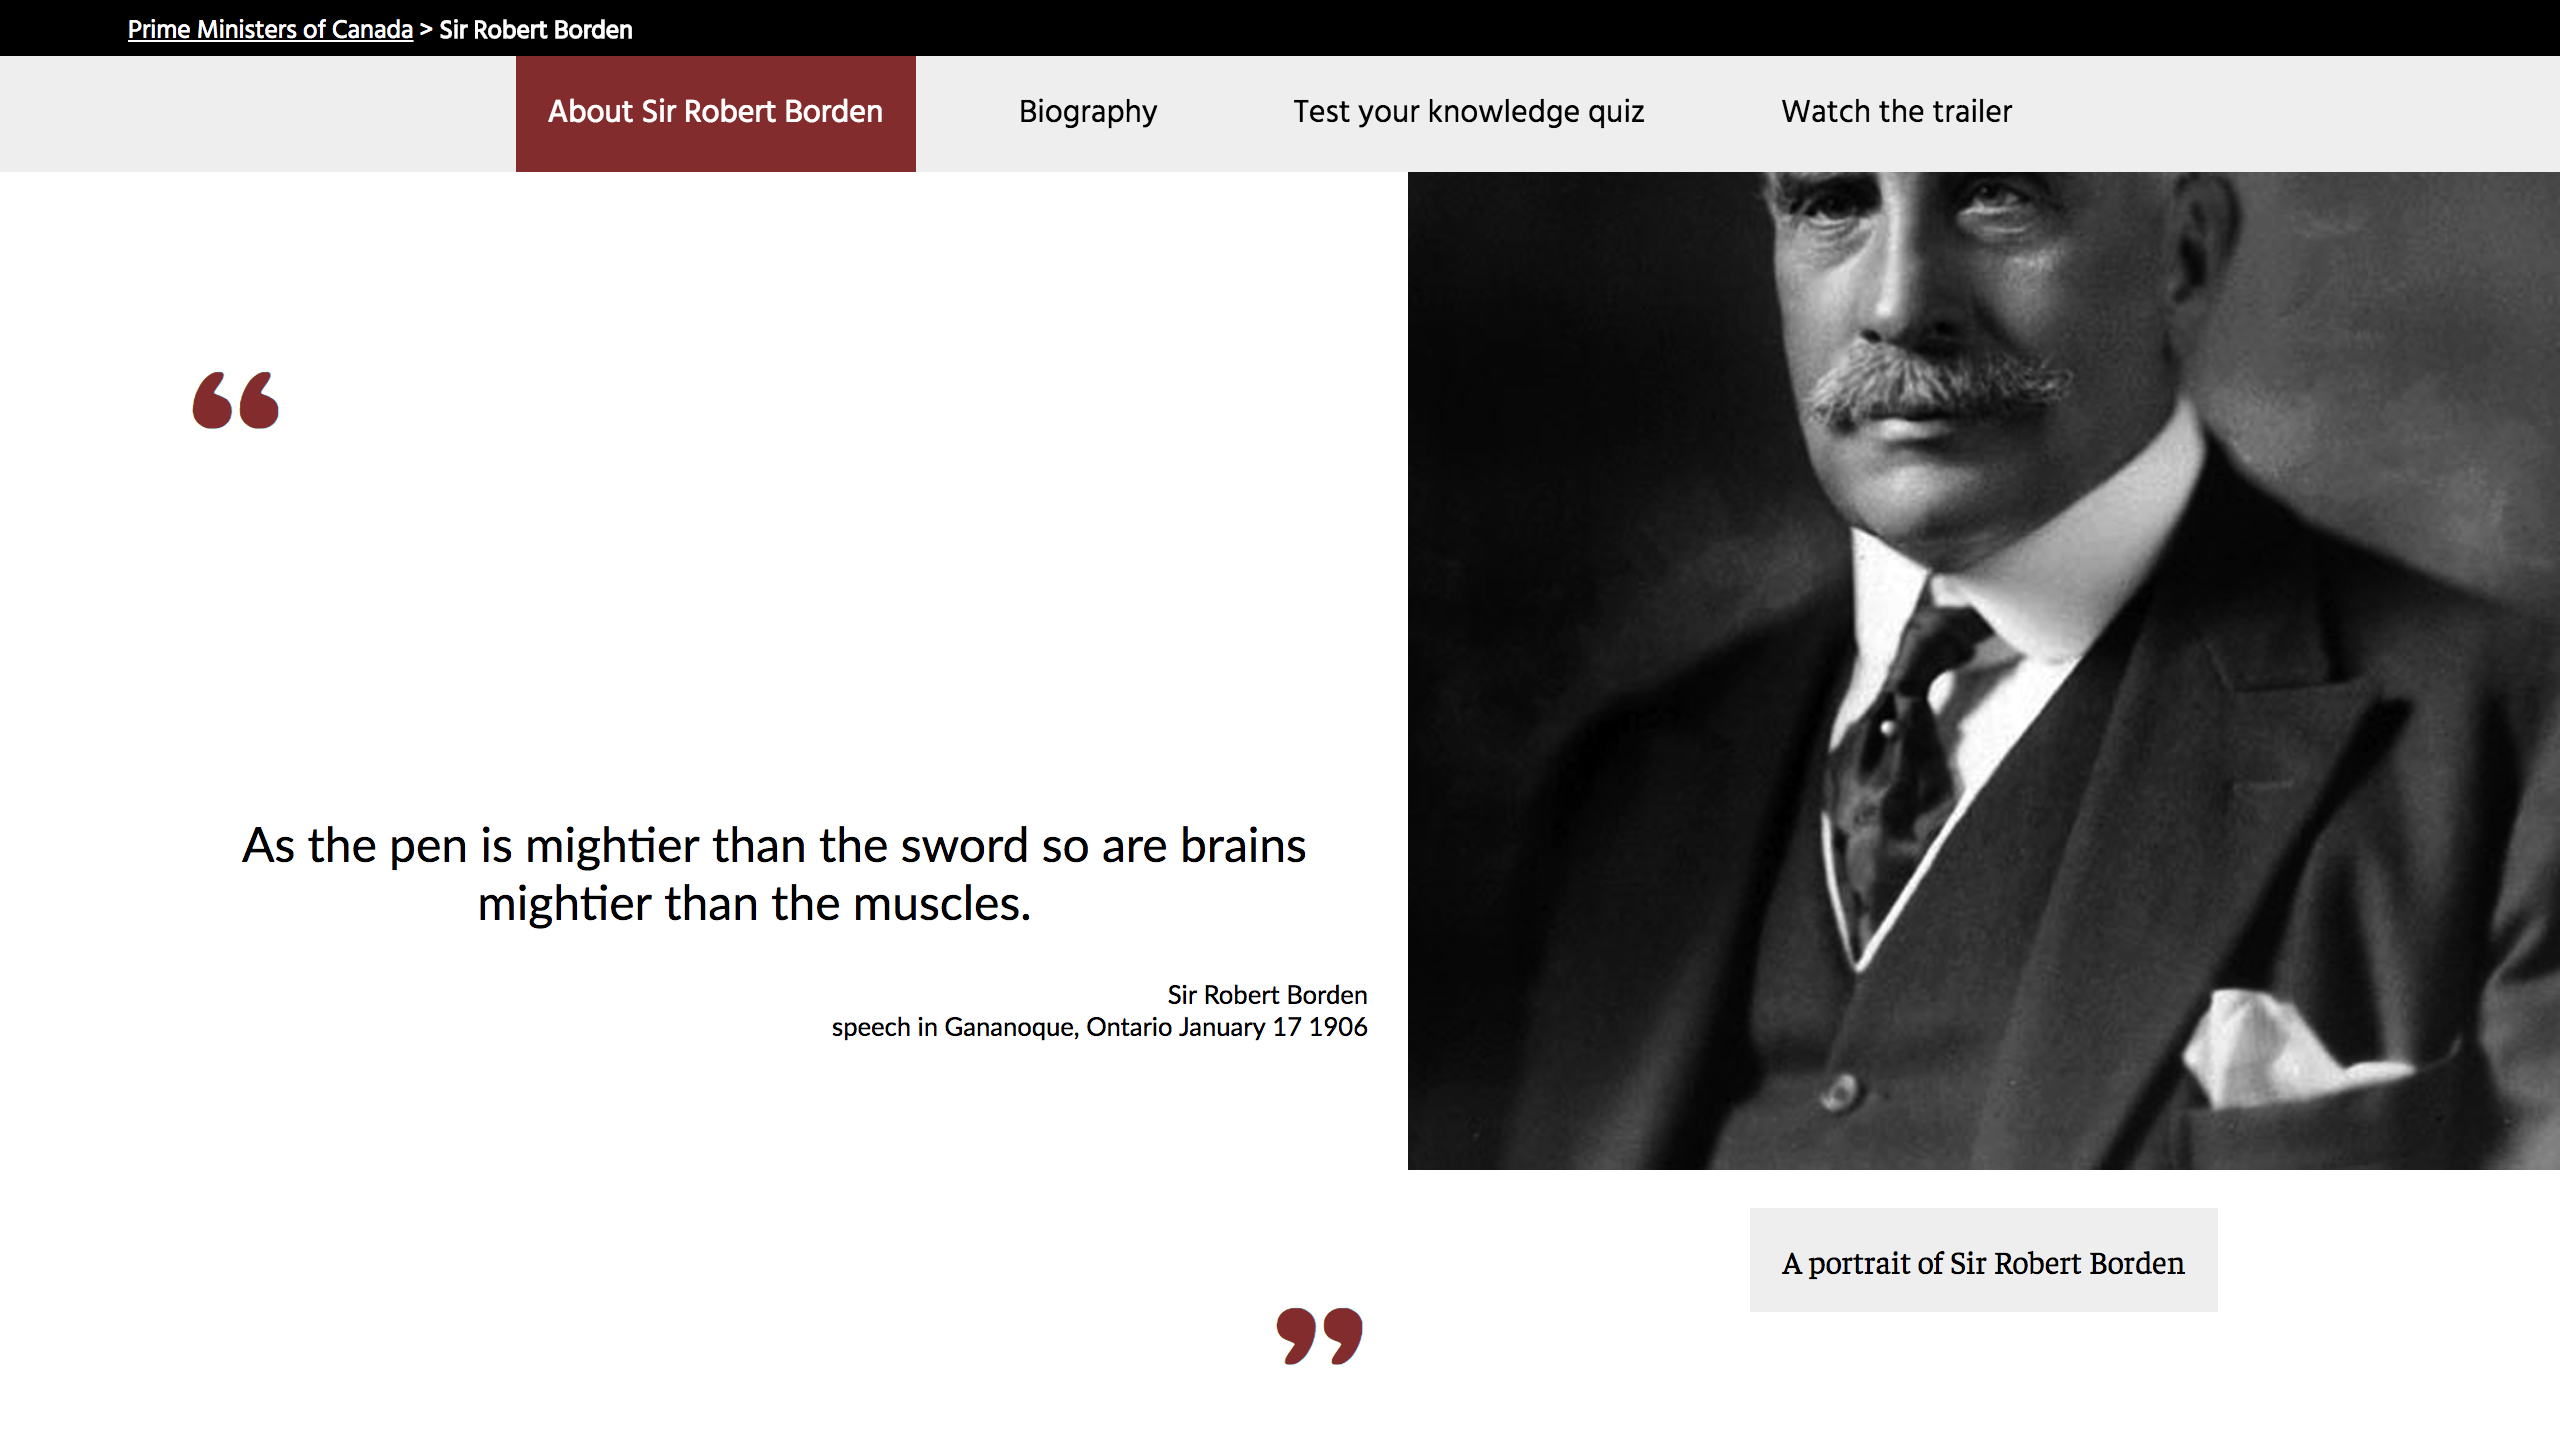 Prime Ministers of Canada > Sir Robert Borden
About Sir Robert Borden
Biography
Test your knowledge quiz
Watch the trailer
“
As the pen is mightier than the sword so are brains
mightier than the muscles.
Sir Robert Borden
speech in Gananoque, Ontario January 17 1906
”
A portrait of Sir Robert Borden